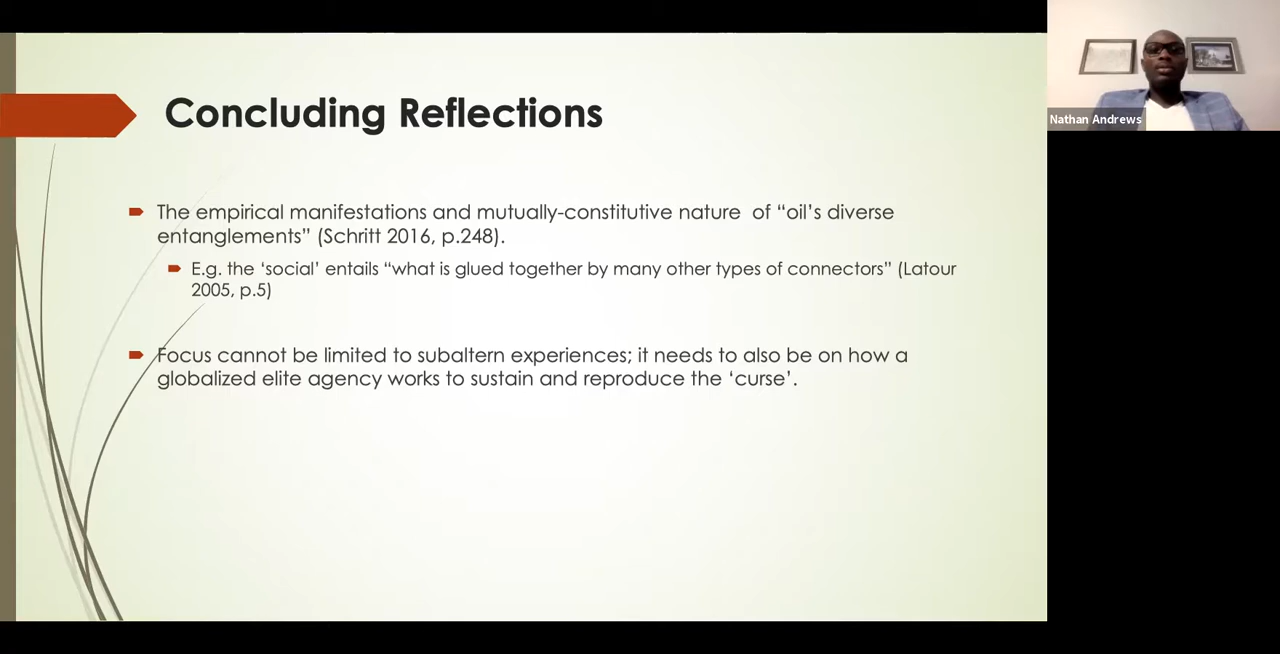 Concluding Reflections
The empirical manifestations and mutually-constitutive nature  of “oil’s diverse
entanglements” (Schritt 2016, p.248).
E.g. the ‘social’ entails “what is glued together by many other types of connectors” (Latour
2005, p.5)
Focus cannot be limited to subaltern experiences; it needs to also be on how a
globalized elite agency works to sustain and reproduce the ‘curse’.
Nathan Andrews